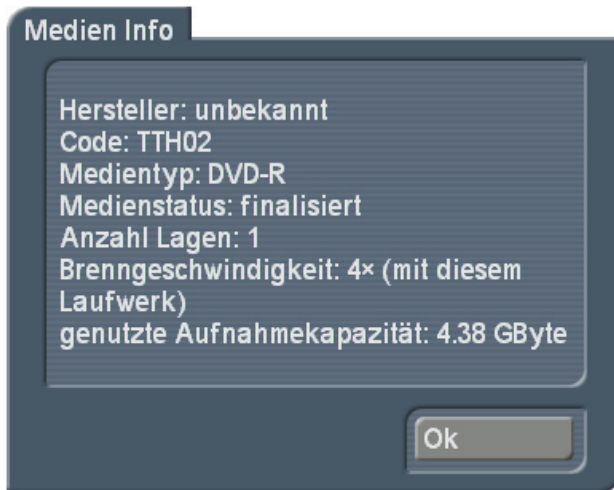 Medien Info
Hersteller: unbekannt
Code: TTH02
Medientyp: DVD-R
Medienstatus: finalisiert
Anzahl Lagen: 1
Brenngeschwindigkeit: 4× (mit diesem
Laufwerk)
genutzte Aufnahmekapazität: 4.38 GByte
Ok